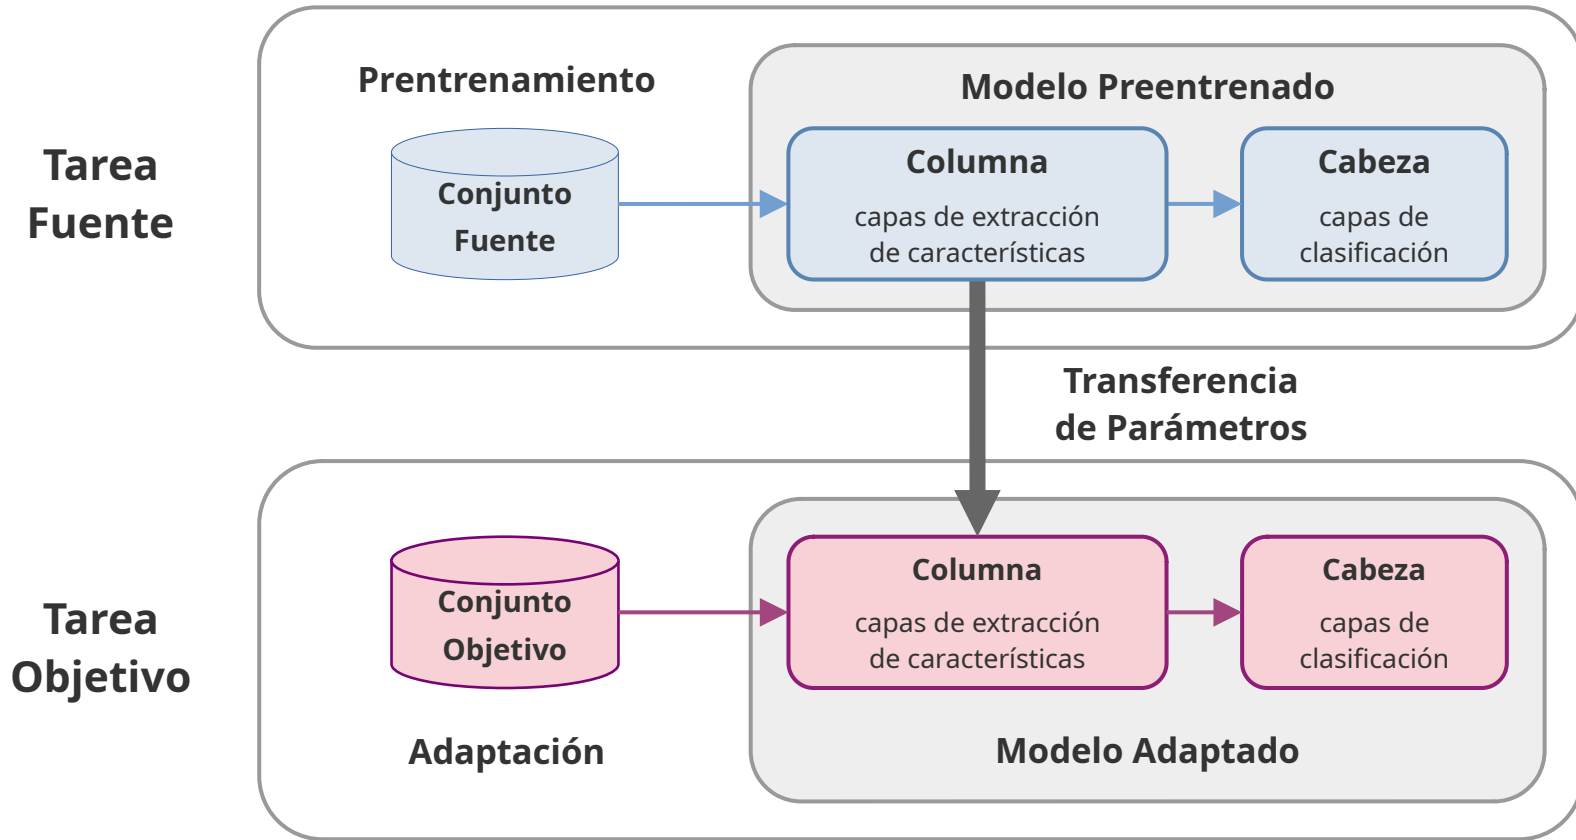 Tarea
Fuente
Prentrenamiento
Conjunto
Fuente
Modelo Preentrenado
Columna
capas de extracción
de características
Cabeza
capas de
clasificación
Transferencia
de Parámetros
Tarea
Objetivo
Conjunto
Objetivo
Adaptación
Columna
capas de extracción
de características
Cabeza
capas de
clasificación
Modelo Adaptado